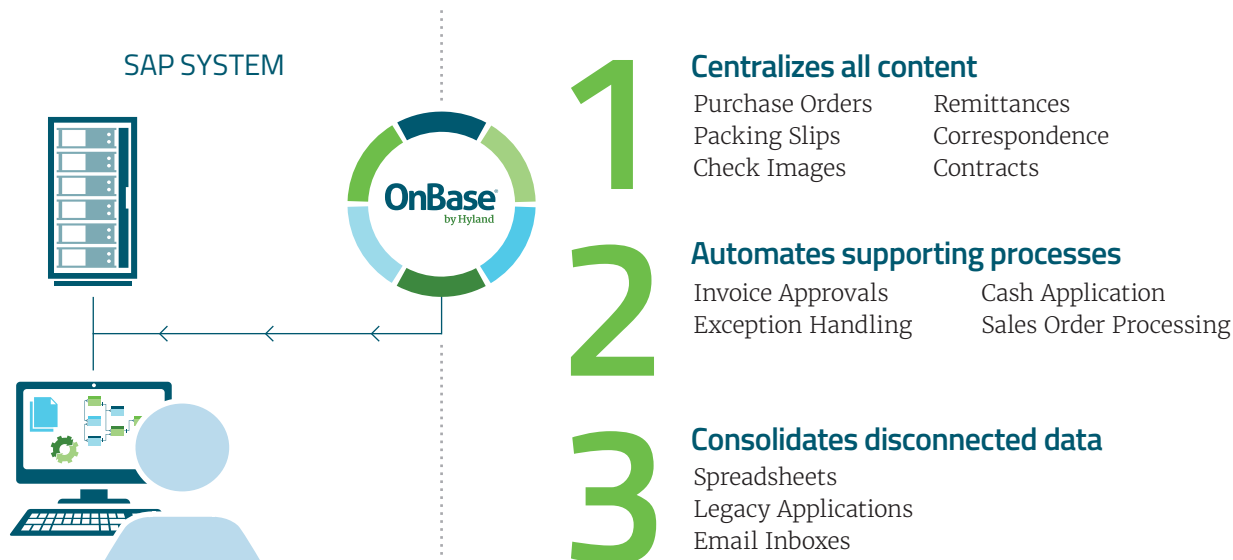 SAP SYSTEM
OnBase®
by Hyland
1
Centralizes all content
Purchase Orders
Packing Slips
Check Images
Remittances
Correspondence
Contracts
2
Automates supporting processes
Invoice Approvals
Exception Handling
Cash Application
Sales Order Processing
3
Consolidates disconnected data
Spreadsheets
Legacy Applications
Email Inboxes